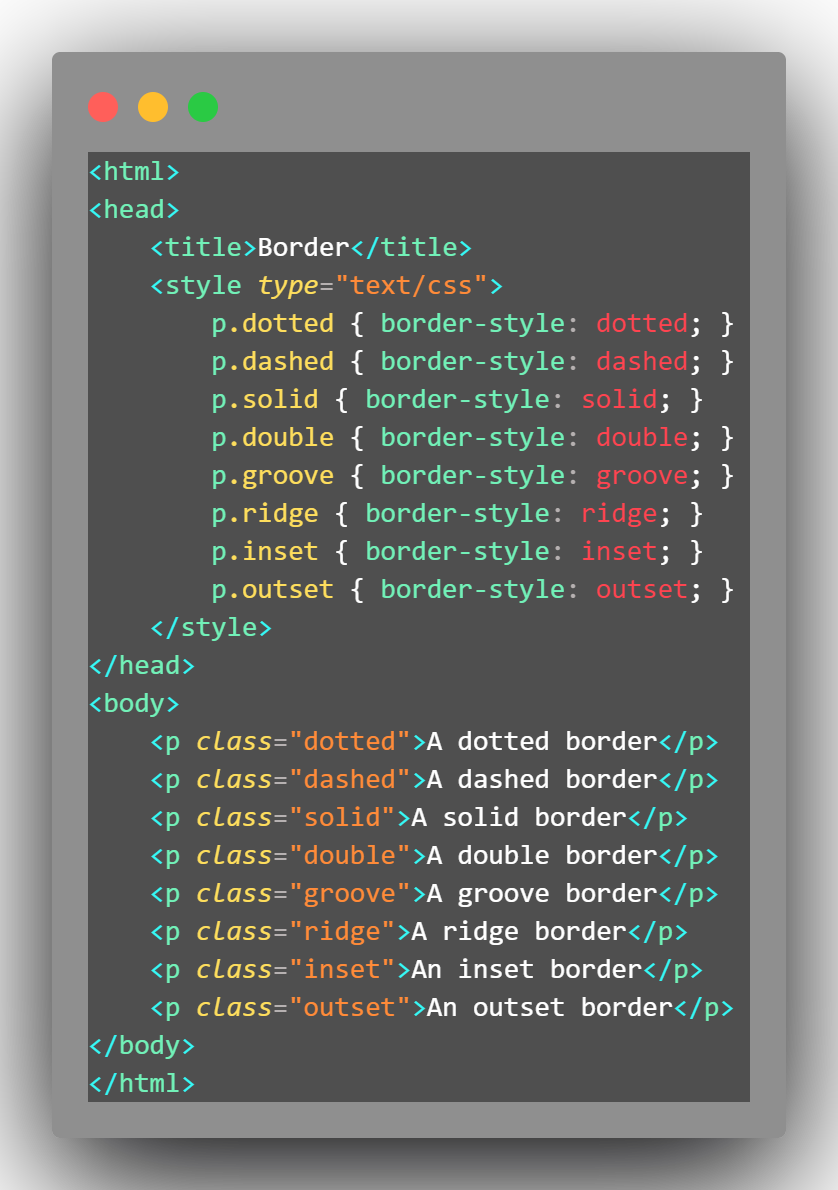 <html>
<head>
    <title>Border</title>
    <style type="text/css">
        p.dotted { border-style: dotted; }
        p.dashed { border-style: dashed; }
        p.solid { border-style: solid; }
        p.double { border-style: double; }
        p.groove { border-style: groove; }
        p.ridge { border-style: ridge; }
        p.inset { border-style: inset; }
        p.outset { border-style: outset; }
    </style>
</head>
<body>
    <p class="dotted">A dotted border</p>
    <p class="dashed">A dashed border</p>
    <p class="solid">A solid border</p>
    <p class="double">A double border</p>
    <p class="groove">A groove border</p>
    <p class="ridge">A ridge border</p>
    <p class="inset">An inset border</p>
    <p class="outset">An outset border</p>
</body>
</html>